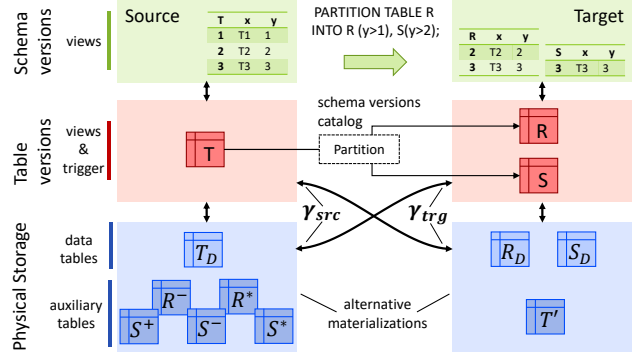 Schema versions
views
Source
T x y
1 T1 1
2 T2 2
3 T3 3
PARTITION TABLE R
INTO R (y>1), S(y>2);
Target
R x y
2 T2 2
3 T3 3
S x y
3 T3 3
Table versions
views
&
trigger
T
schema versions
catalog
Partition
R
S
γsrc
γtrg
Physical Storage
data
tables
T_D
R_D
S_D
auxiliary
tables
R⁻
R*
S⁺
S⁻
S*
alternative
materializations
T′